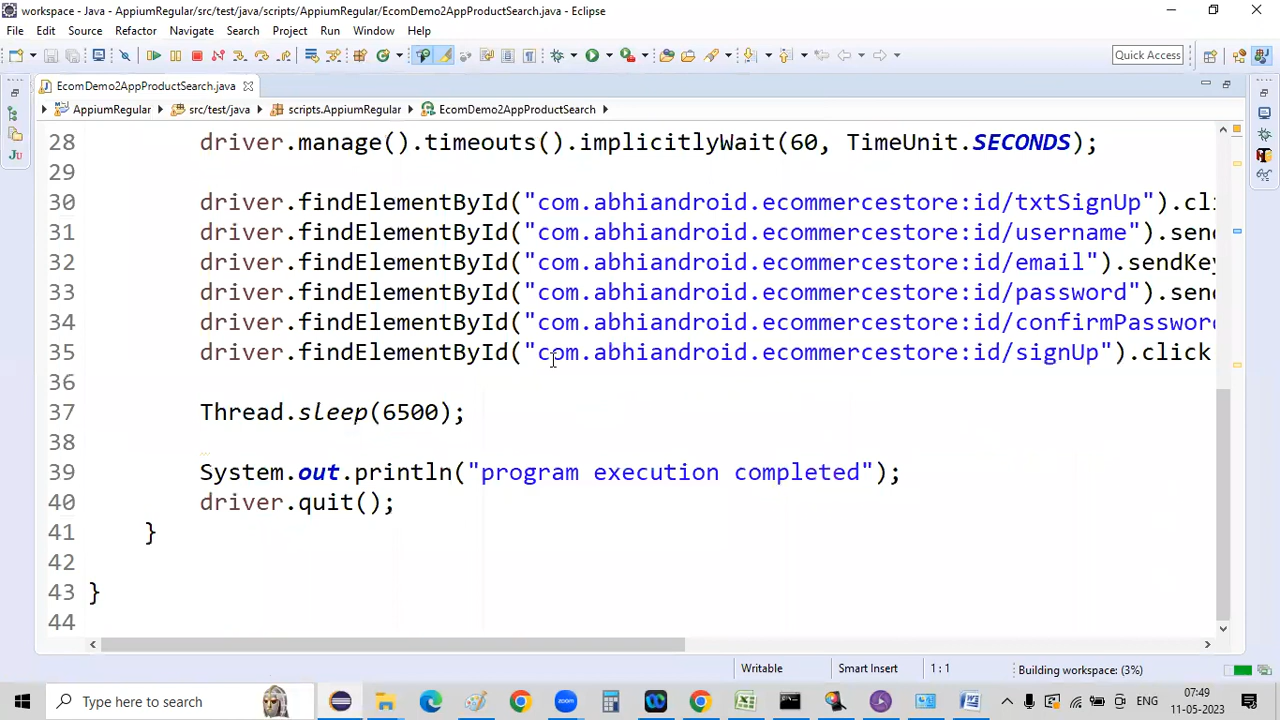 workspace - Java - AppiumRegular/src/test/java/scripts/AppiumRegular/EcomDemo2AppProductSearch.java - Eclipse
File Edit Source Refactor Navigate Search Project Run Window Help
Quick Access
EcomDemo2AppProductSearch.java
AppiumRegular src/test/java scripts.AppiumRegular EcomDemo2AppProductSearch
28 driver.manage().timeouts().implicitlyWait(60, TimeUnit.SECONDS);
29
30 driver.findElementById("com.abhiandroid.ecommercestore:id/txtSignUp").cli
31 driver.findElementById("com.abhiandroid.ecommercestore:id/username").send
32 driver.findElementById("com.abhiandroid.ecommercestore:id/email").sendKey
33 driver.findElementById("com.abhiandroid.ecommercestore:id/password").send
34 driver.findElementById("com.abhiandroid.ecommercestore:id/confirmPassword
35 driver.findElementById("com.abhiandroid.ecommercestore:id/signUp").click
36
37 Thread.sleep(6500);
38
39 System.out.println("program execution completed");
40 driver.quit();
41 }
42
43 }
44
Writable Smart Insert 1 : 1 Building workspace: (3%)
Type here to search
ENG
07:49
11-05-2023